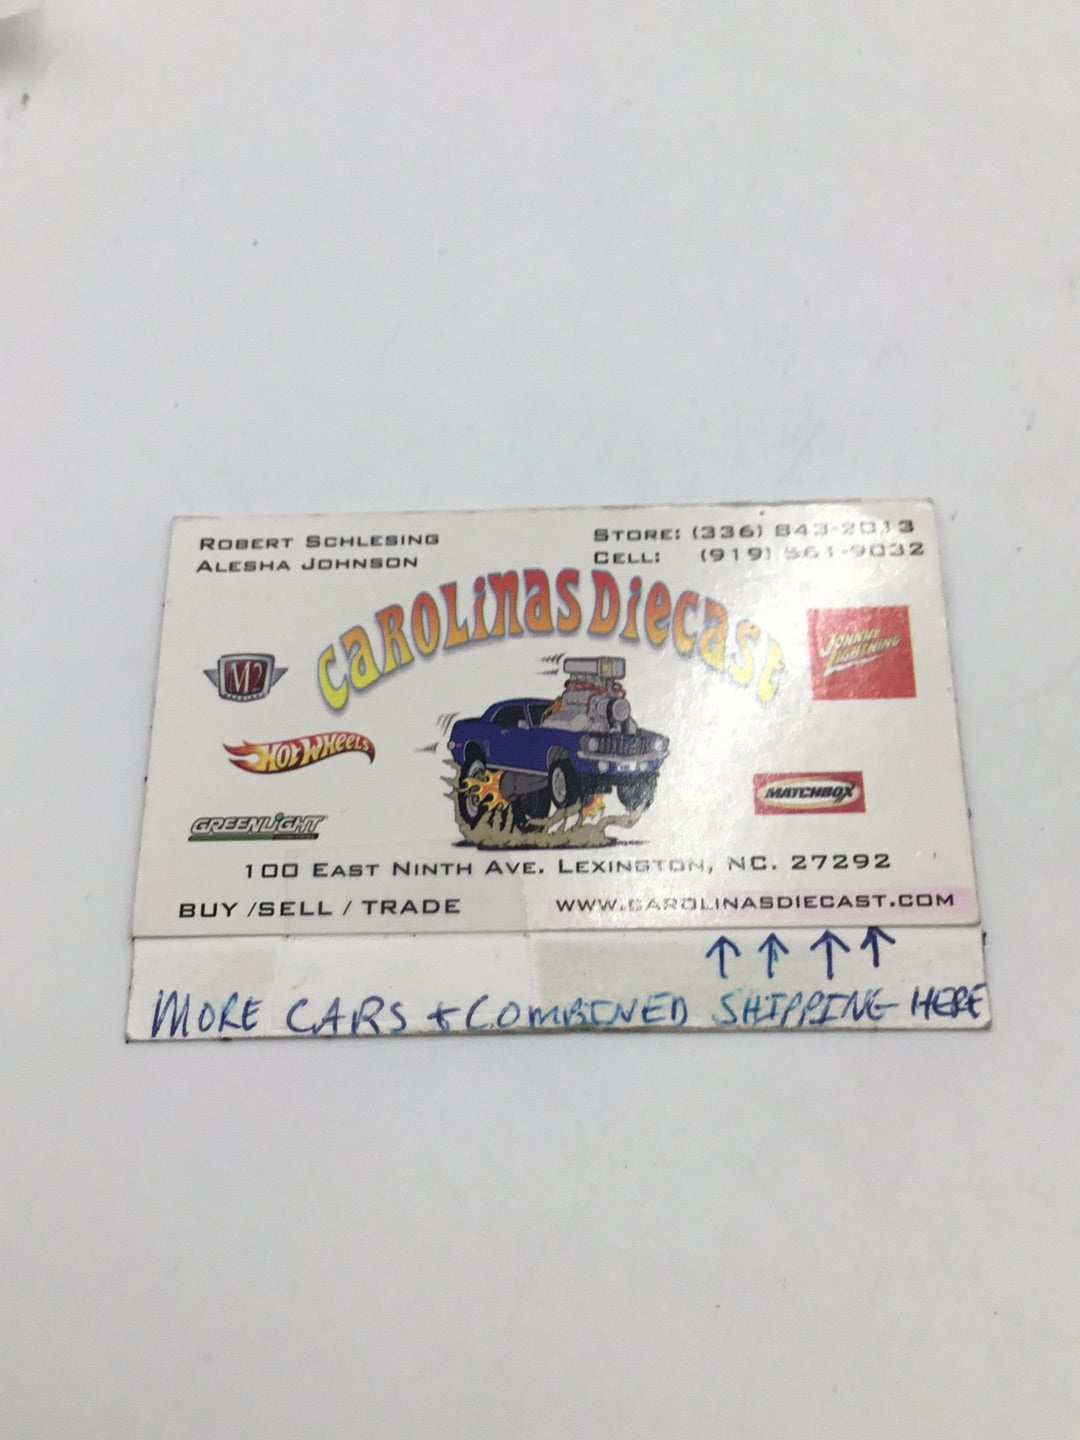 ROBERT SCHLESING
ALESHA JOHNSON
STORE: (336) 843-2013
CELL: (919) 561-9032
CAROLINAS DIECAST
M2
JOHNNY LIGHTNING
HOT WHEELS
MATCHBOX
GREENLIGHT
100 EAST NINTH AVE. LEXINGTON, NC. 27292
BUY /SELL / TRADE
WWW.CAROLINASDIECAST.COM
↑ ↑ ↑ ↑
MORE CARS & COMBINED SHIPPING HERE